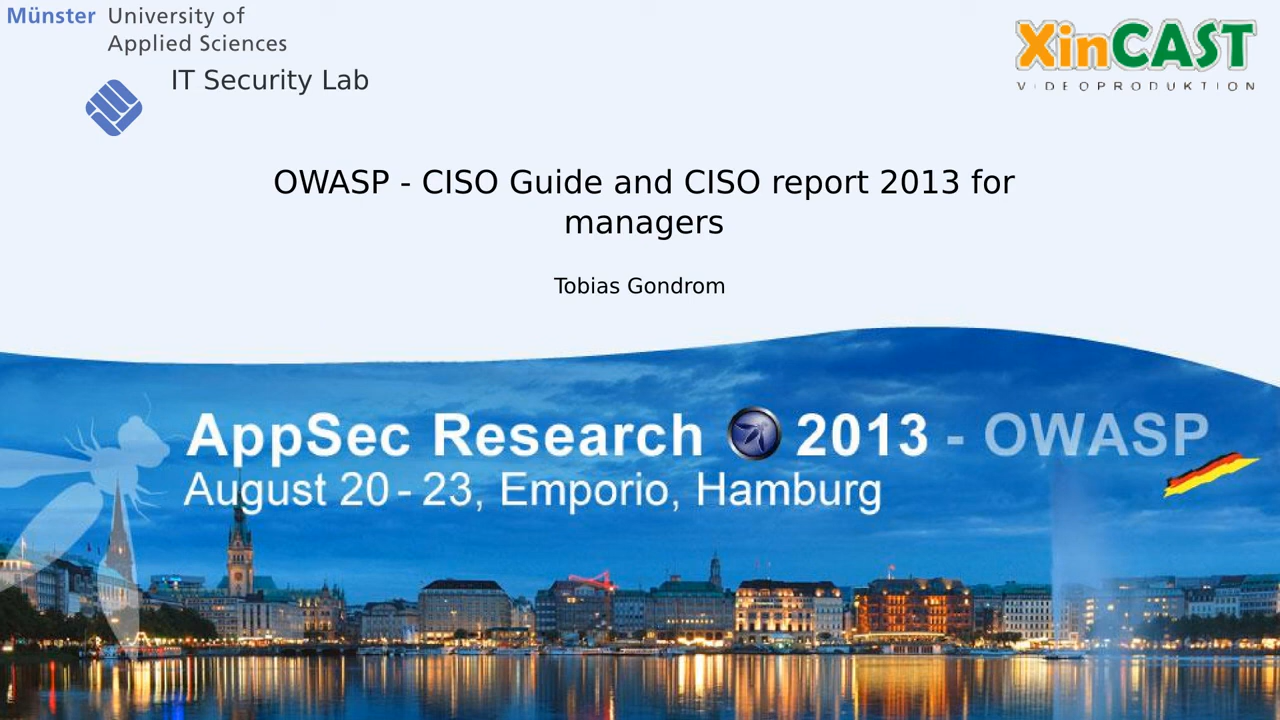 Münster University of
Applied Sciences
IT Security Lab
XinCAST
VIDEOPRODUKTION
OWASP - CISO Guide and CISO report 2013 for
managers
Tobias Gondrom
AppSec Research 2013 - OWASP
August 20 - 23, Emporio, Hamburg